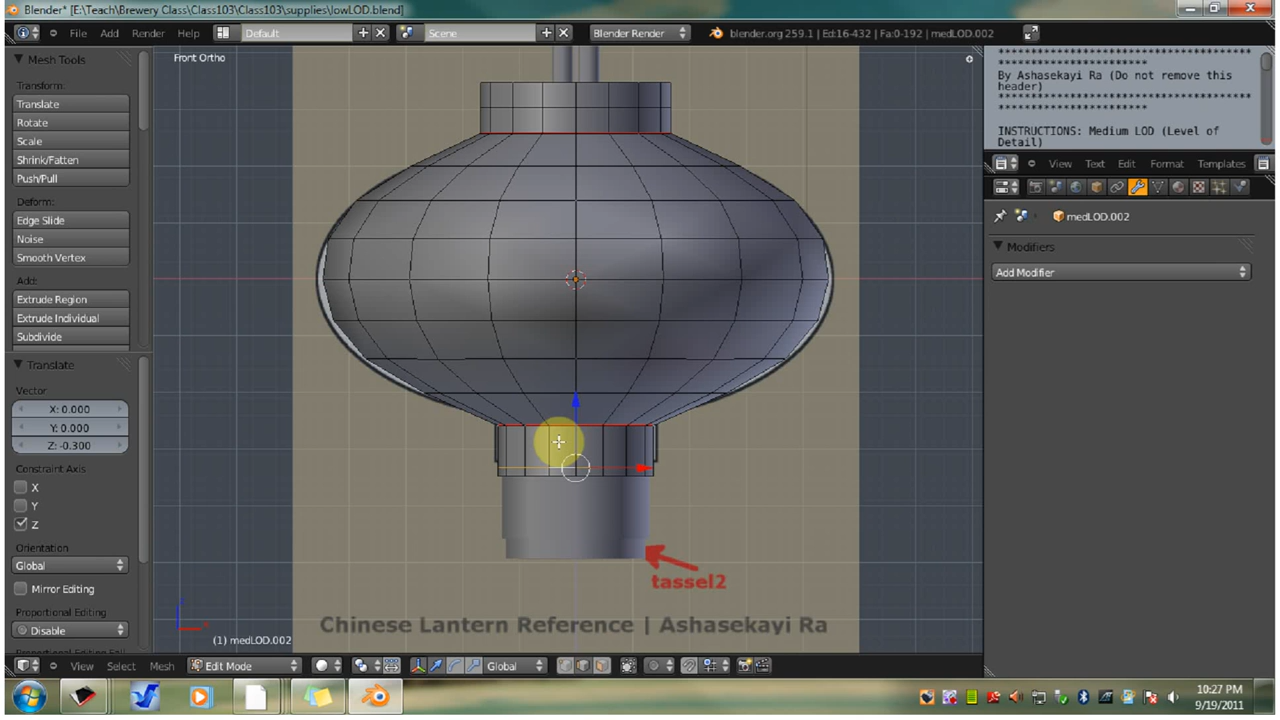 Blender* [E:\Teach\Brewery Class\Class103\Class103\supplies\lowLOD.blend]
File Add Render Help Default Scene Blender Render blender.org 259.1 | Ed:16-432 | Fa:0-192 | medLOD.002
Mesh Tools
Transform:
Translate
Rotate
Scale
Shrink/Fatten
Push/Pull
Deform:
Edge Slide
Noise
Smooth Vertex
Add:
Extrude Region
Extrude Individual
Subdivide
Translate
Vector
X: 0.000
Y: 0.000
Z: -0.300
Constraint Axis
X
Y
Z
Orientation
Global
Mirror Editing
Proportional Editing
Disable
Front Ortho
tassel2
Chinese Lantern Reference | Ashasekayi Ra
(1) medLOD.002
View Select Mesh Edit Mode Global
By Ashasekayi Ra (Do not remove this
header)
INSTRUCTIONS: Medium LOD (Level of
Detail)
View Text Edit Format Templates
medLOD.002
Modifiers
Add Modifier
10:27 PM
9/19/2011